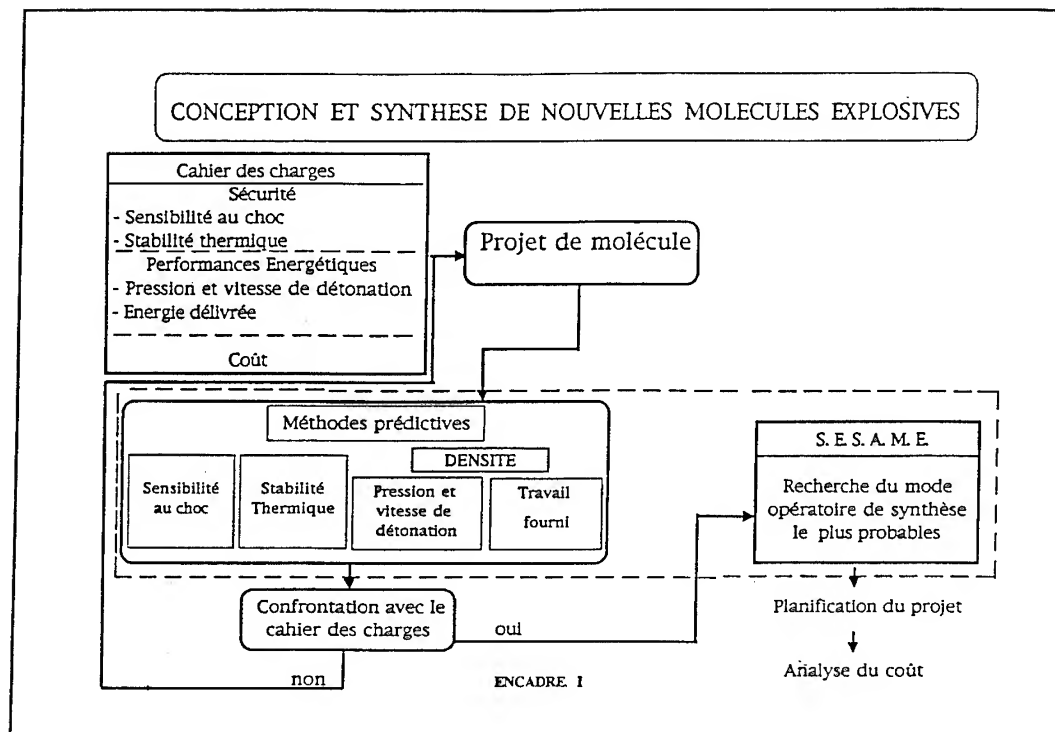 CONCEPTION ET SYNTHESE DE NOUVELLES MOLECULES EXPLOSIVES
Cahier des charges
Sécurité
- Sensibilité au choc
- Stabilité thermique
Performances Energétiques
- Pression et vitesse de détonation
- Energie délivrée
Coût
Projet de molécule
Méthodes prédictives
DENSITE
Sensibilité
au choc
Stabilité
Thermique
Pression et
vitesse de
détonation
Travail
fourni
S. E. S. A. M. E.
Recherche du mode
opératoire de synthèse
le plus probables
Confrontation avec le
cahier des charges
oui
non
Planification du projet
Analyse du coût
ENCADRE. I